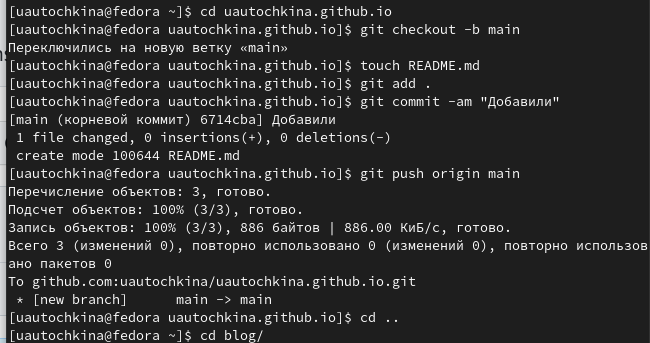 [uautochkina@fedora ~]$ cd uautochkina.github.io
[uautochkina@fedora uautochkina.github.io]$ git checkout -b main
Переключились на новую ветку «main»
[uautochkina@fedora uautochkina.github.io]$ touch README.md
[uautochkina@fedora uautochkina.github.io]$ git add .
[uautochkina@fedora uautochkina.github.io]$ git commit -am "Добавили"
[main (корневой коммит) 6714cba] Добавили
 1 file changed, 0 insertions(+), 0 deletions(-)
 create mode 100644 README.md
[uautochkina@fedora uautochkina.github.io]$ git push origin main
Перечисление объектов: 3, готово.
Подсчет объектов: 100% (3/3), готово.
Запись объектов: 100% (3/3), 886 байтов | 886.00 КиБ/с, готово.
Всего 3 (изменений 0), повторно использовано 0 (изменений 0), повторно использов
ано пакетов 0
To github.com:uautochkina/uautochkina.github.io.git
 * [new branch]      main -> main
[uautochkina@fedora uautochkina.github.io]$ cd ..
[uautochkina@fedora ~]$ cd blog/